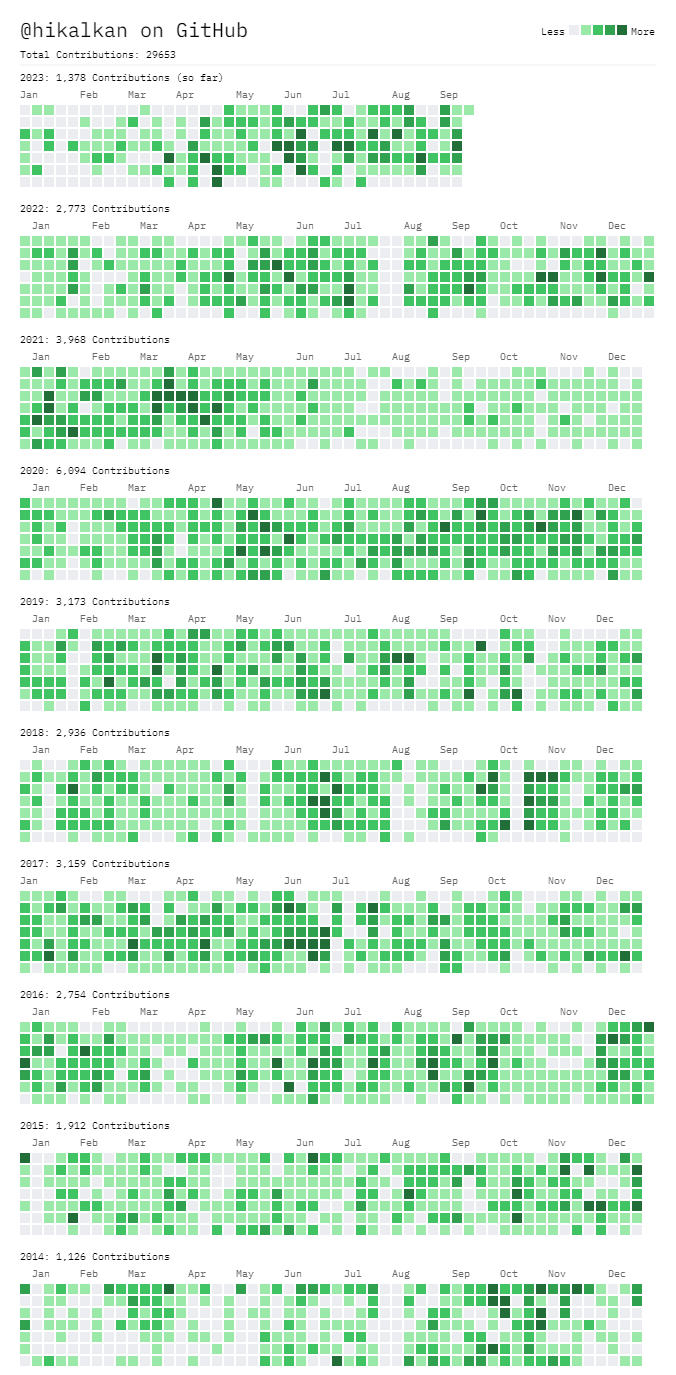 @hikalkan on GitHub
Less More
Total Contributions: 29653
2023: 1,378 Contributions (so far)
Jan Feb Mar Apr May Jun Jul Aug Sep
2022: 2,773 Contributions
Jan Feb Mar Apr May Jun Jul Aug Sep Oct Nov Dec
2021: 3,968 Contributions
Jan Feb Mar Apr May Jun Jul Aug Sep Oct Nov Dec
2020: 6,094 Contributions
Jan Feb Mar Apr May Jun Jul Aug Sep Oct Nov Dec
2019: 3,173 Contributions
Jan Feb Mar Apr May Jun Jul Aug Sep Oct Nov Dec
2018: 2,936 Contributions
Jan Feb Mar Apr May Jun Jul Aug Sep Oct Nov Dec
2017: 3,159 Contributions
Jan Feb Mar Apr May Jun Jul Aug Sep Oct Nov Dec
2016: 2,754 Contributions
Jan Feb Mar Apr May Jun Jul Aug Sep Oct Nov Dec
2015: 1,912 Contributions
Jan Feb Mar Apr May Jun Jul Aug Sep Oct Nov Dec
2014: 1,126 Contributions
Jan Feb Mar Apr May Jun Jul Aug Sep Oct Nov Dec